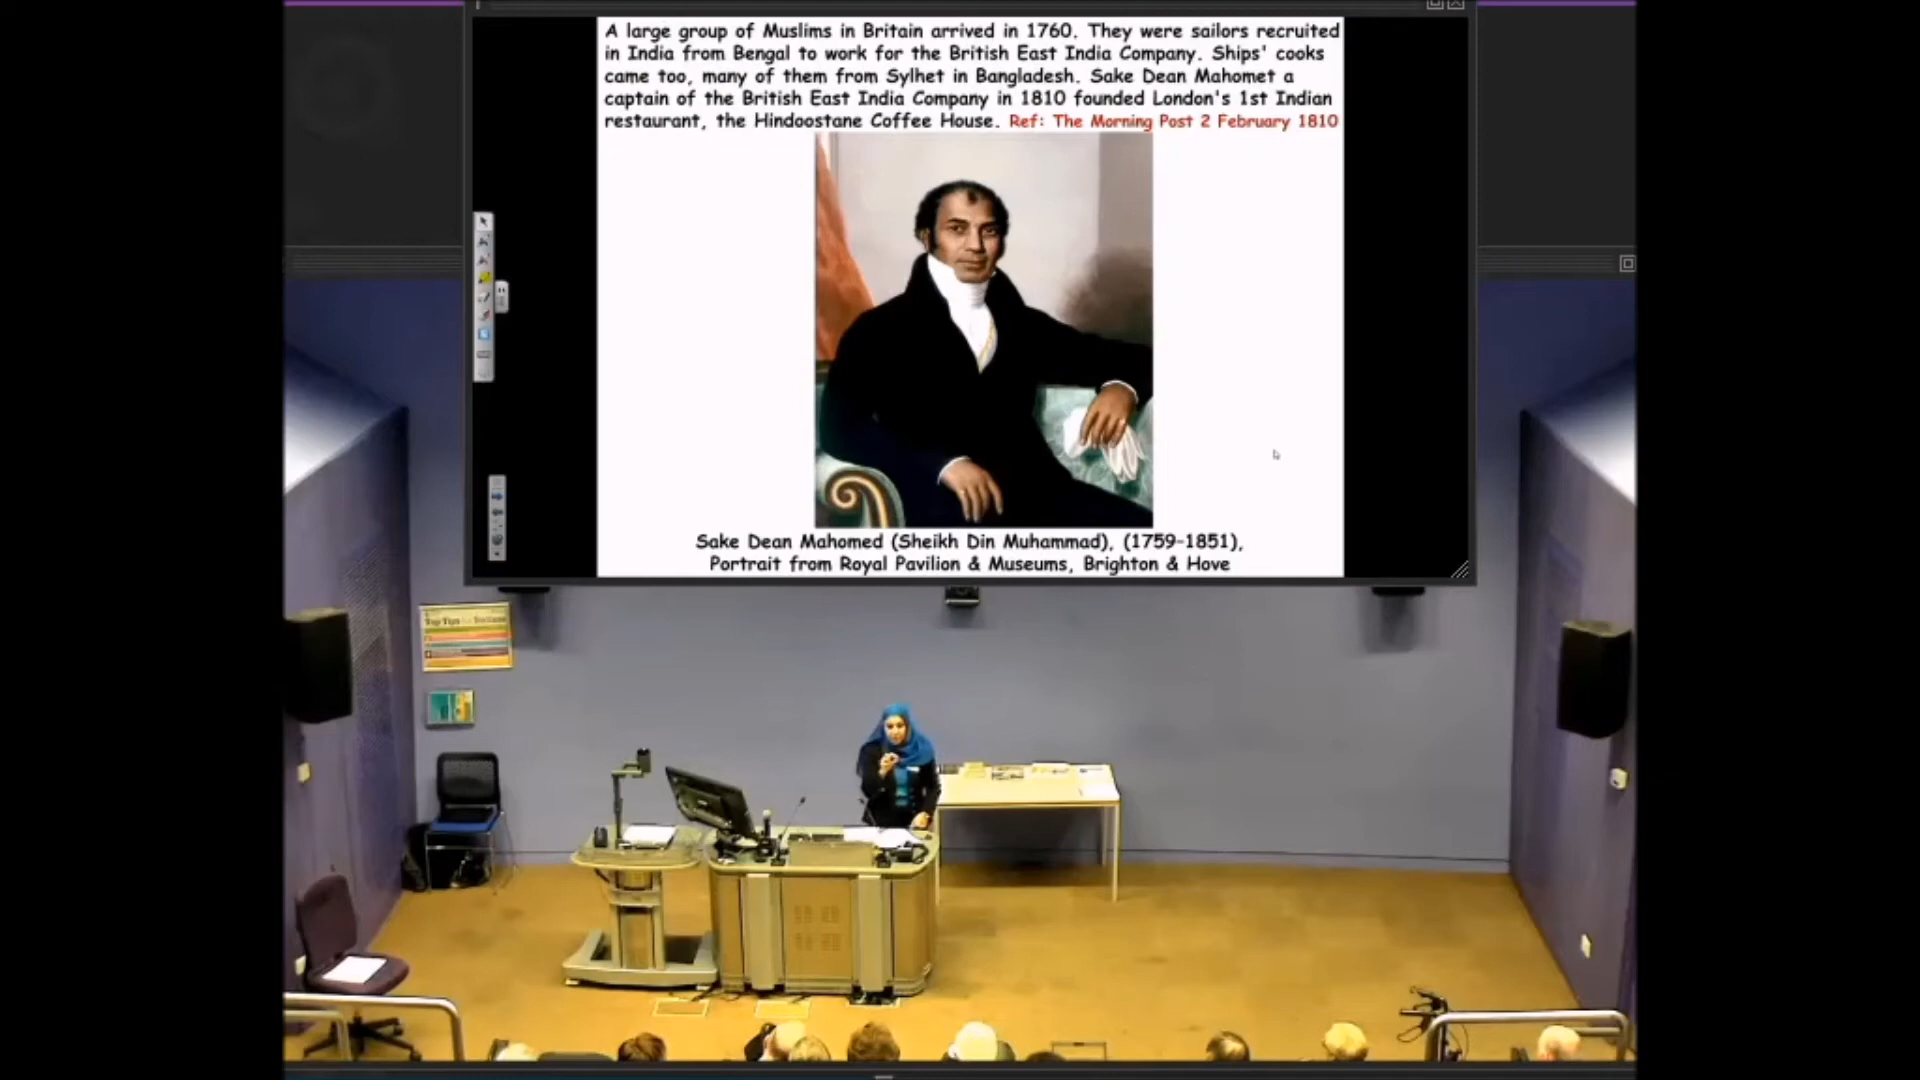 A large group of Muslims in Britain arrived in 1760. They were sailors recruited
in India from Bengal to work for the British East India Company. Ships' cooks
came too, many of them from Sylhet in Bangladesh. Sake Dean Mahomet a
captain of the British East India Company in 1810 founded London's 1st Indian
restaurant, the Hindoostane Coffee House. Ref: The Morning Post 2 February 1810
Sake Dean Mahomed (Sheikh Din Muhammad), (1759-1851),
Portrait from Royal Pavilion & Museums, Brighton & Hove
Top Tips